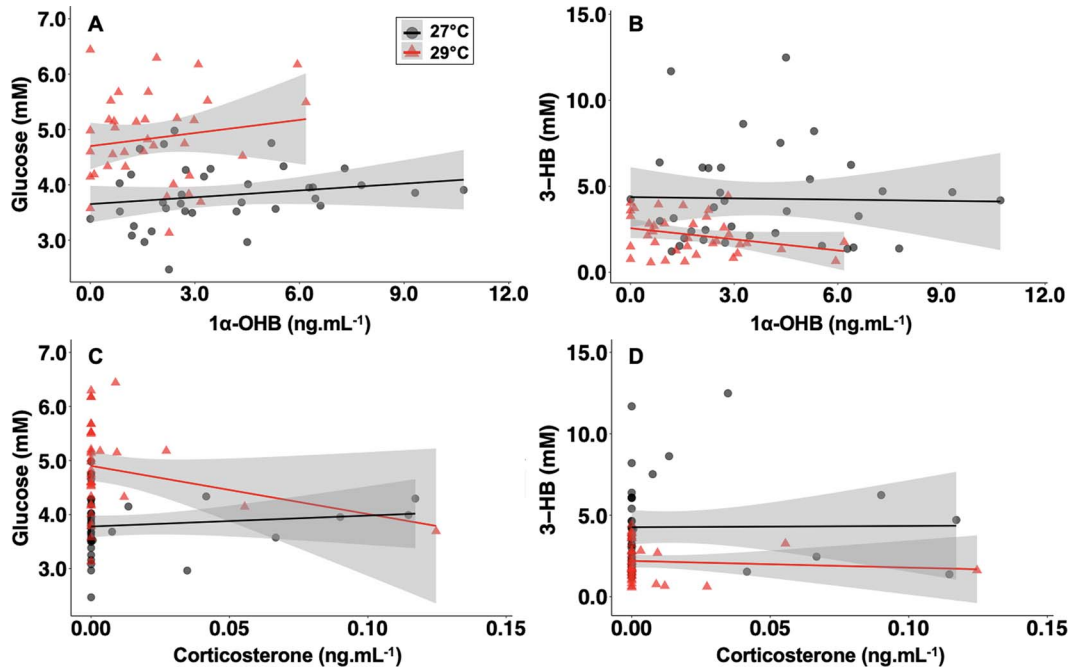 A
27°C
29°C
Glucose (mM)
7.0
6.0
5.0
4.0
3.0
0.0 3.0 6.0 9.0 12.0
1α-OHB (ng.mL⁻¹)
B
3–HB (mM)
15.0
10.0
5.0
0.0
0.0 3.0 6.0 9.0 12.0
1α-OHB (ng.mL⁻¹)
C
Glucose (mM)
7.0
6.0
5.0
4.0
3.0
0.00 0.05 0.10 0.15
Corticosterone (ng.mL⁻¹)
D
3–HB (mM)
15.0
10.0
5.0
0.0
0.00 0.05 0.10 0.15
Corticosterone (ng.mL⁻¹)